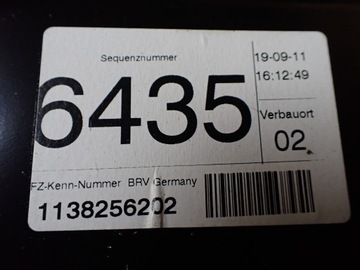 Sequenznummer
6435
19-09-11
16:12:49
Verbauort
02
FZ-Kenn-Nummer BRV Germany
1138256202